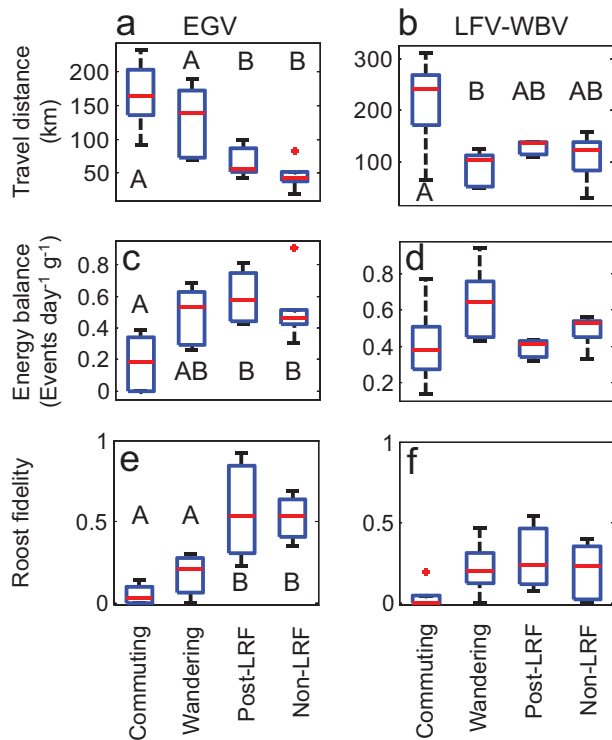 a EGV
b LFV-WBV
Travel distance
(km)
200
150
100
50
A
A
B
B
300
200
100
A
B
AB
AB
c
Energy balance
(Events day⁻¹ g⁻¹)
0.8
0.6
0.4
0.2
0
A
AB
B
B
d
0.8
0.6
0.4
0.2
e
Roost fidelity
1
0.5
0
A
A
B
B
f
1
0.5
0
Commuting
Wandering
Post-LRF
Non-LRF
Commuting
Wandering
Post-LRF
Non-LRF